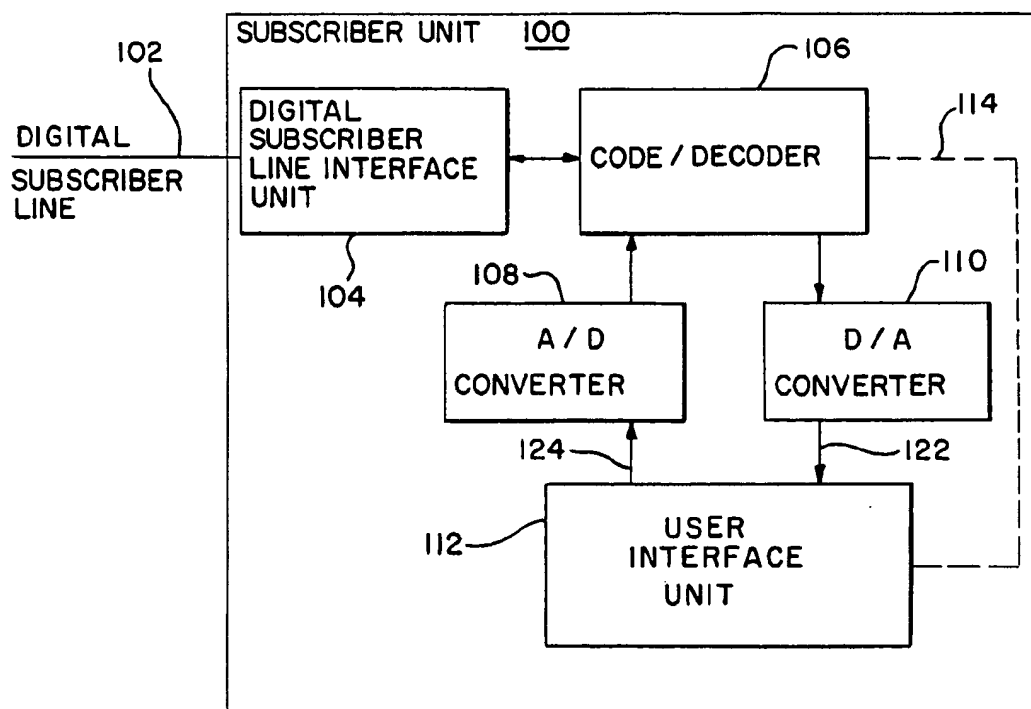 SUBSCRIBER UNIT 100
102
106
114
DIGITAL
SUBSCRIBER
LINE
DIGITAL
SUBSCRIBER
LINE INTERFACE
UNIT
CODE / DECODER
104
108
110
A / D
CONVERTER
D / A
CONVERTER
124
122
112
USER
INTERFACE
UNIT